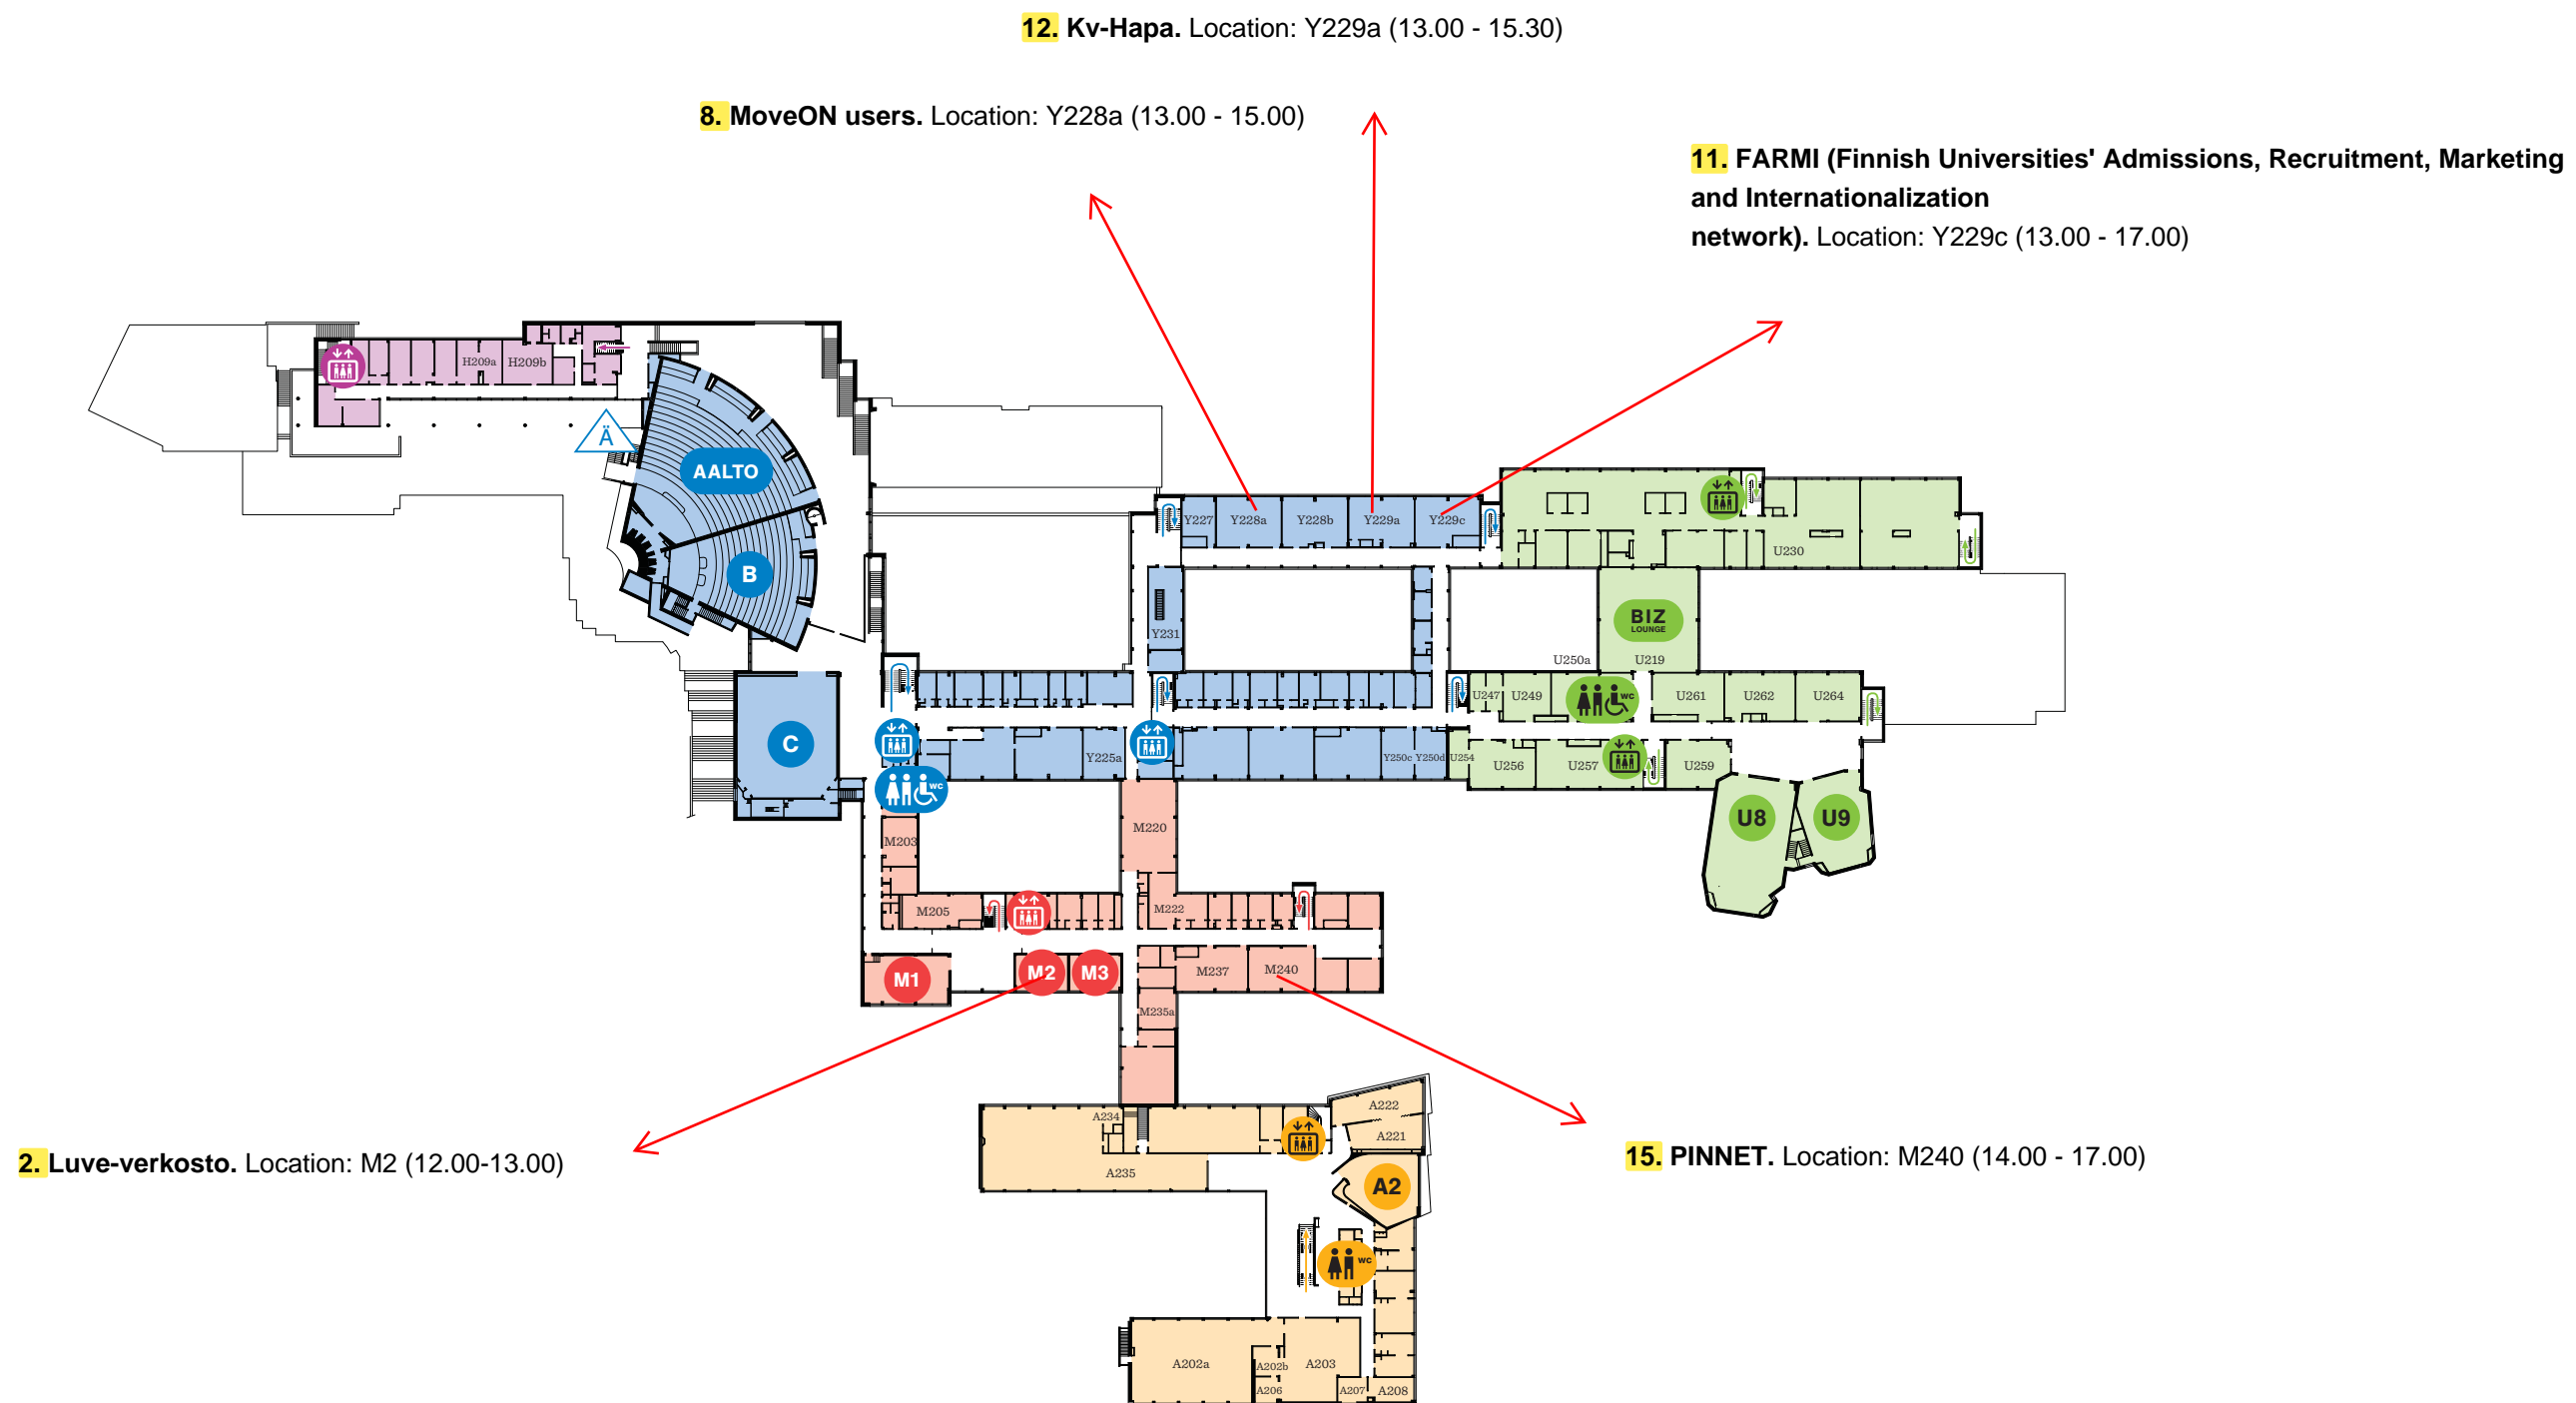 12. Kv-Hapa. Location: Y229a (13.00 - 15.30)
8. MoveON users. Location: Y228a (13.00 - 15.00)
11. FARMI (Finnish Universities' Admissions, Recruitment, Marketing
and Internationalization
network). Location: Y229c (13.00 - 17.00)
H209a
H209b
Ä
AALTO
B
Y227
Y228a
Y228b
Y229a
Y229c
U230
BIZ
LOUNGE
Y231
U250a
U219
U247
U249
WC
U261
U262
U264
C
Y225a
Y250c
Y250d
U254
U256
U257
U259
WC
U8
U9
M203
M220
M205
M222
M1
M2
M3
M237
M240
M235a
2. Luve-verkosto. Location: M2 (12.00-13.00)
15. PINNET. Location: M240 (14.00 - 17.00)
A234
A222
A221
A235
A2
WC
A202a
A202b
A203
A206
A207
A208